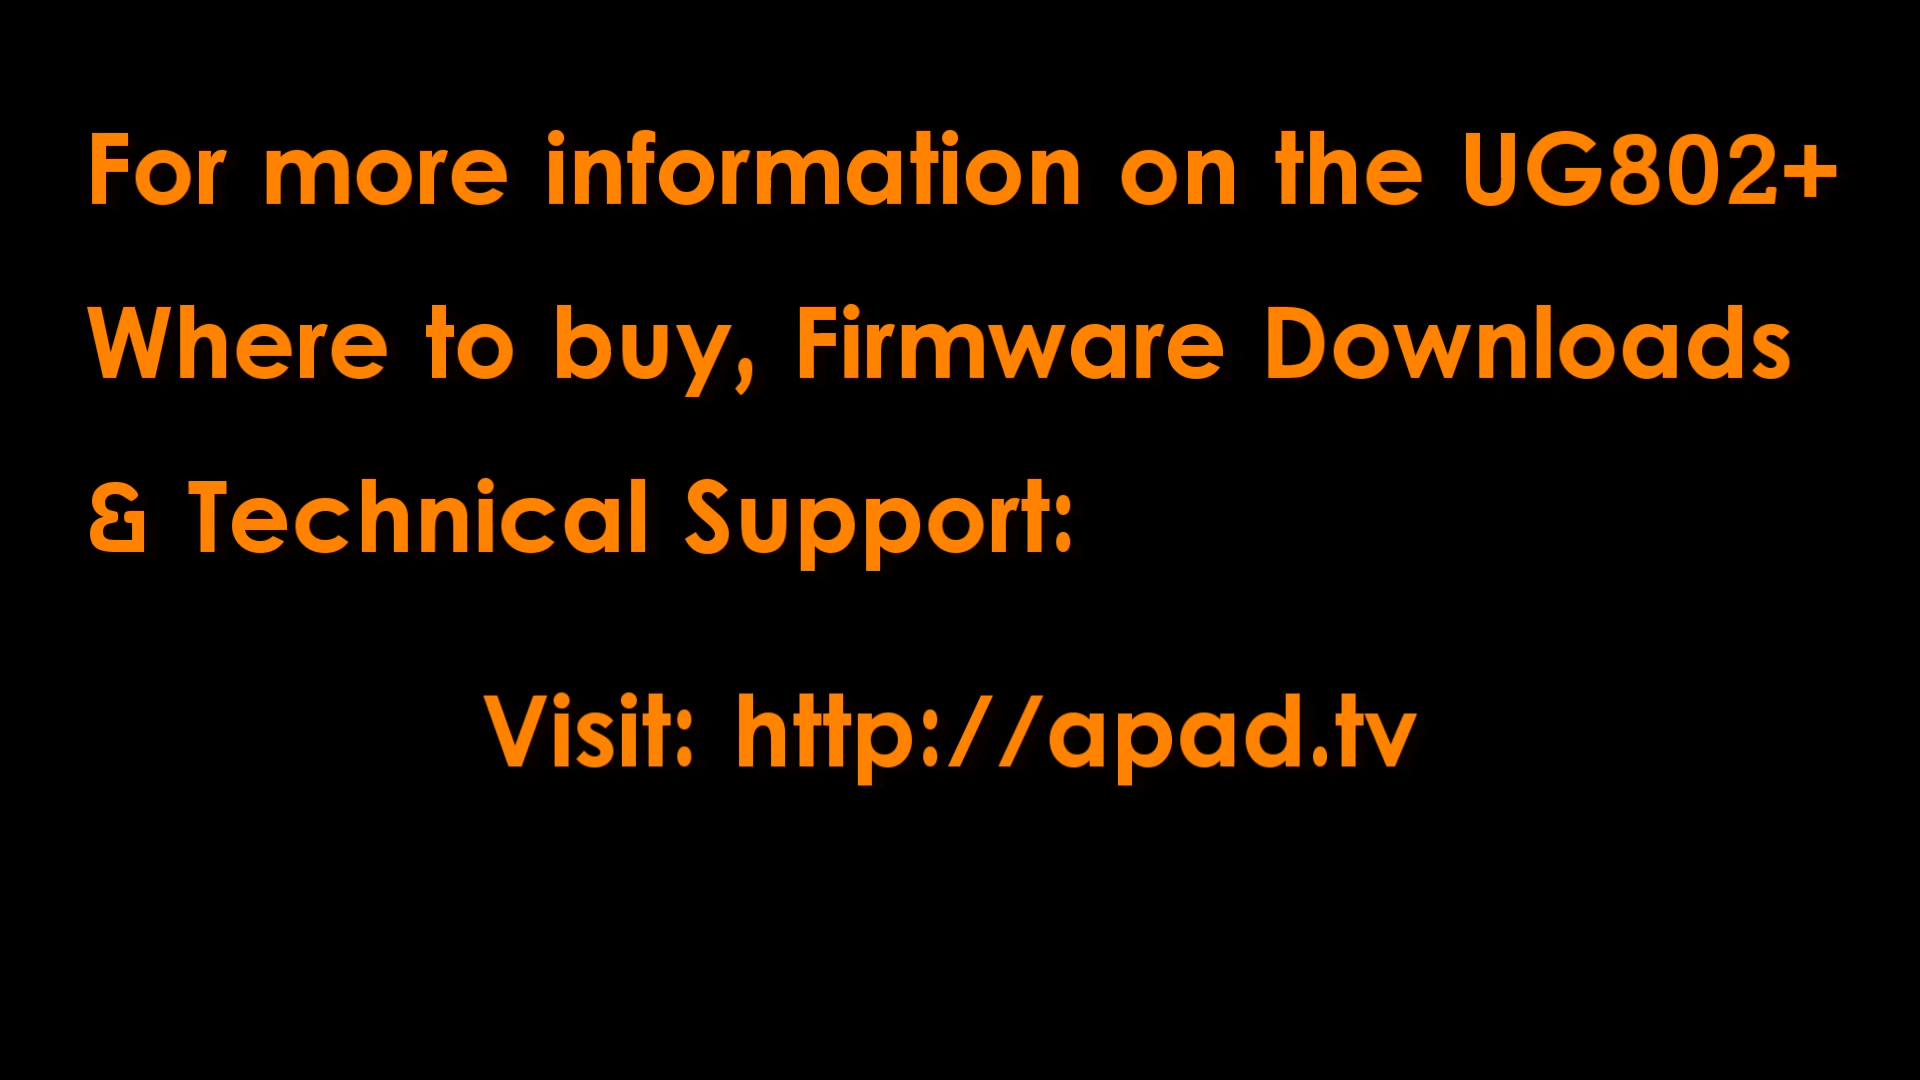 For more information on the UG802+
Where to buy, Firmware Downloads
& Technical Support:
Visit: http://apad.tv